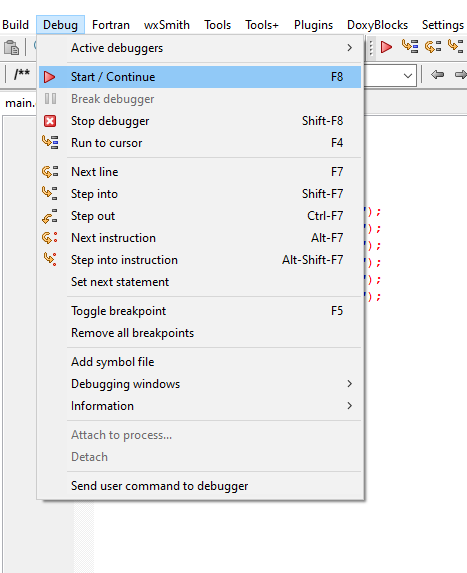 Build Debug Fortran wxSmith Tools Tools+ Plugins DoxyBlocks Settings
Active debuggers
/** Start / Continue F8
Break debugger
main. Stop debugger Shift-F8
Run to cursor F4
Next line F7
Step into Shift-F7
Step out Ctrl-F7
Next instruction Alt-F7
Step into instruction Alt-Shift-F7
Set next statement
Toggle breakpoint F5
Remove all breakpoints
Add symbol file
Debugging windows
Information
Attach to process...
Detach
Send user command to debugger
");
");
");
");
");
");